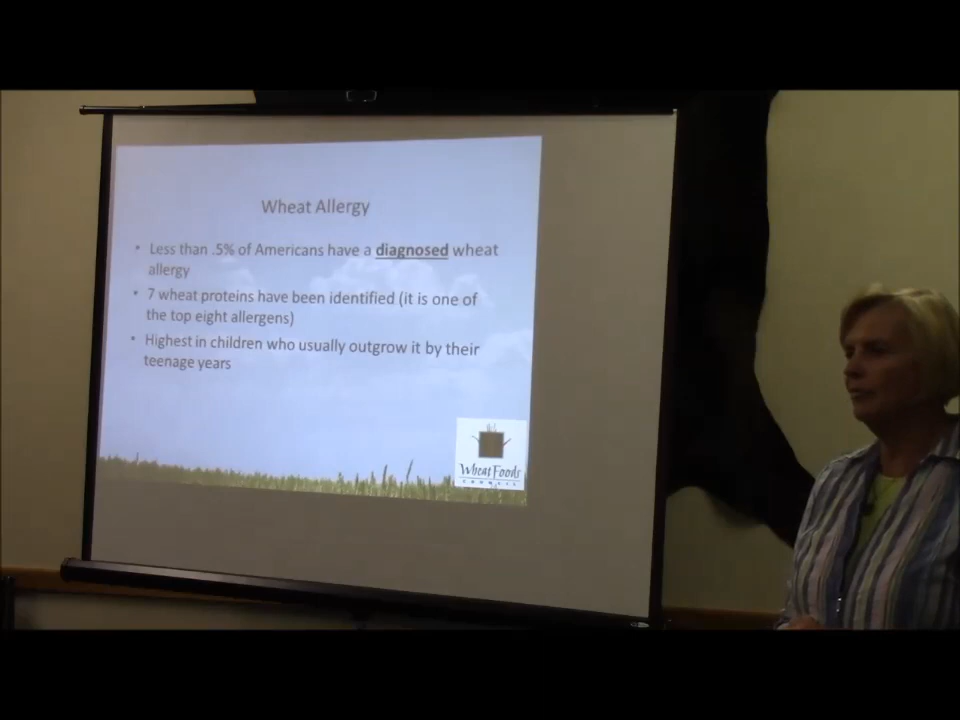 Wheat Allergy
• Less than .5% of Americans have a diagnosed wheat
allergy
• 7 wheat proteins have been identified (it is one of
the top eight allergens)
• Highest in children who usually outgrow it by their
teenage years
Wheat Foods
COUNCIL